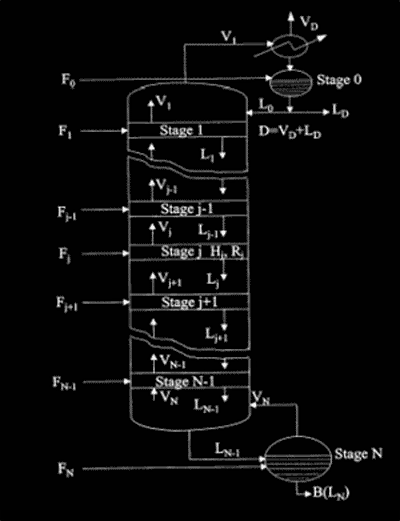 V_D
V_1
F_0
Stage 0
V_1
L_0
L_D
D=V_D+L_D
F_1
Stage 1
L_1
V_{j-1}
F_{j-1}
Stage j-1
V_j
L_{j-1}
F_j
Stage j H_j, R_j
V_{j+1}
L_j
F_{j+1}
Stage j+1
L_{j+1}
V_{N-1}
F_{N-1}
Stage N-1
V_N
L_{N-1}
V_N
L_{N-1}
Stage N
F_N
B(L_N)